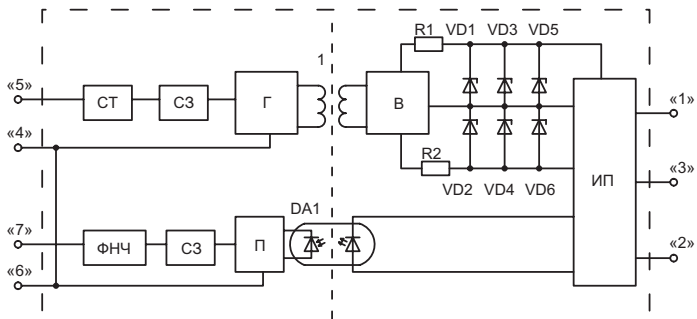 R1 VD1 VD3 VD5
1
«5»
СТ СЗ Г В
«1»
«4»
R2
VD2 VD4 VD6
ИП
«3»
DA1
«7»
ФНЧ СЗ П
«2»
«6»